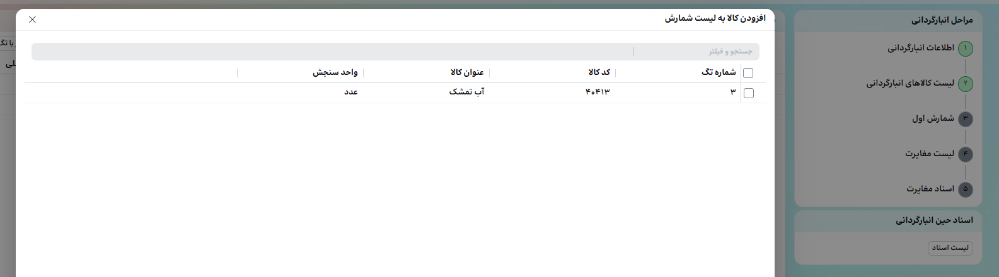 افزودن کالا به لیست شمارش
جستجو و فیلتر
شماره تگ کد کالا عنوان کالا واحد سنجش
۳ ۴۰۴۱۳ آب تمشک عدد
مراحل انبارگردانی
۱ اطلاعات انبارگردانی
۲ لیست کالاهای انبارگردانی
۳ شمارش اول
۴ لیست مغایرت
۵ اسناد مغایرت
اسناد حین انبارگردانی
لیست اسناد
با تگ